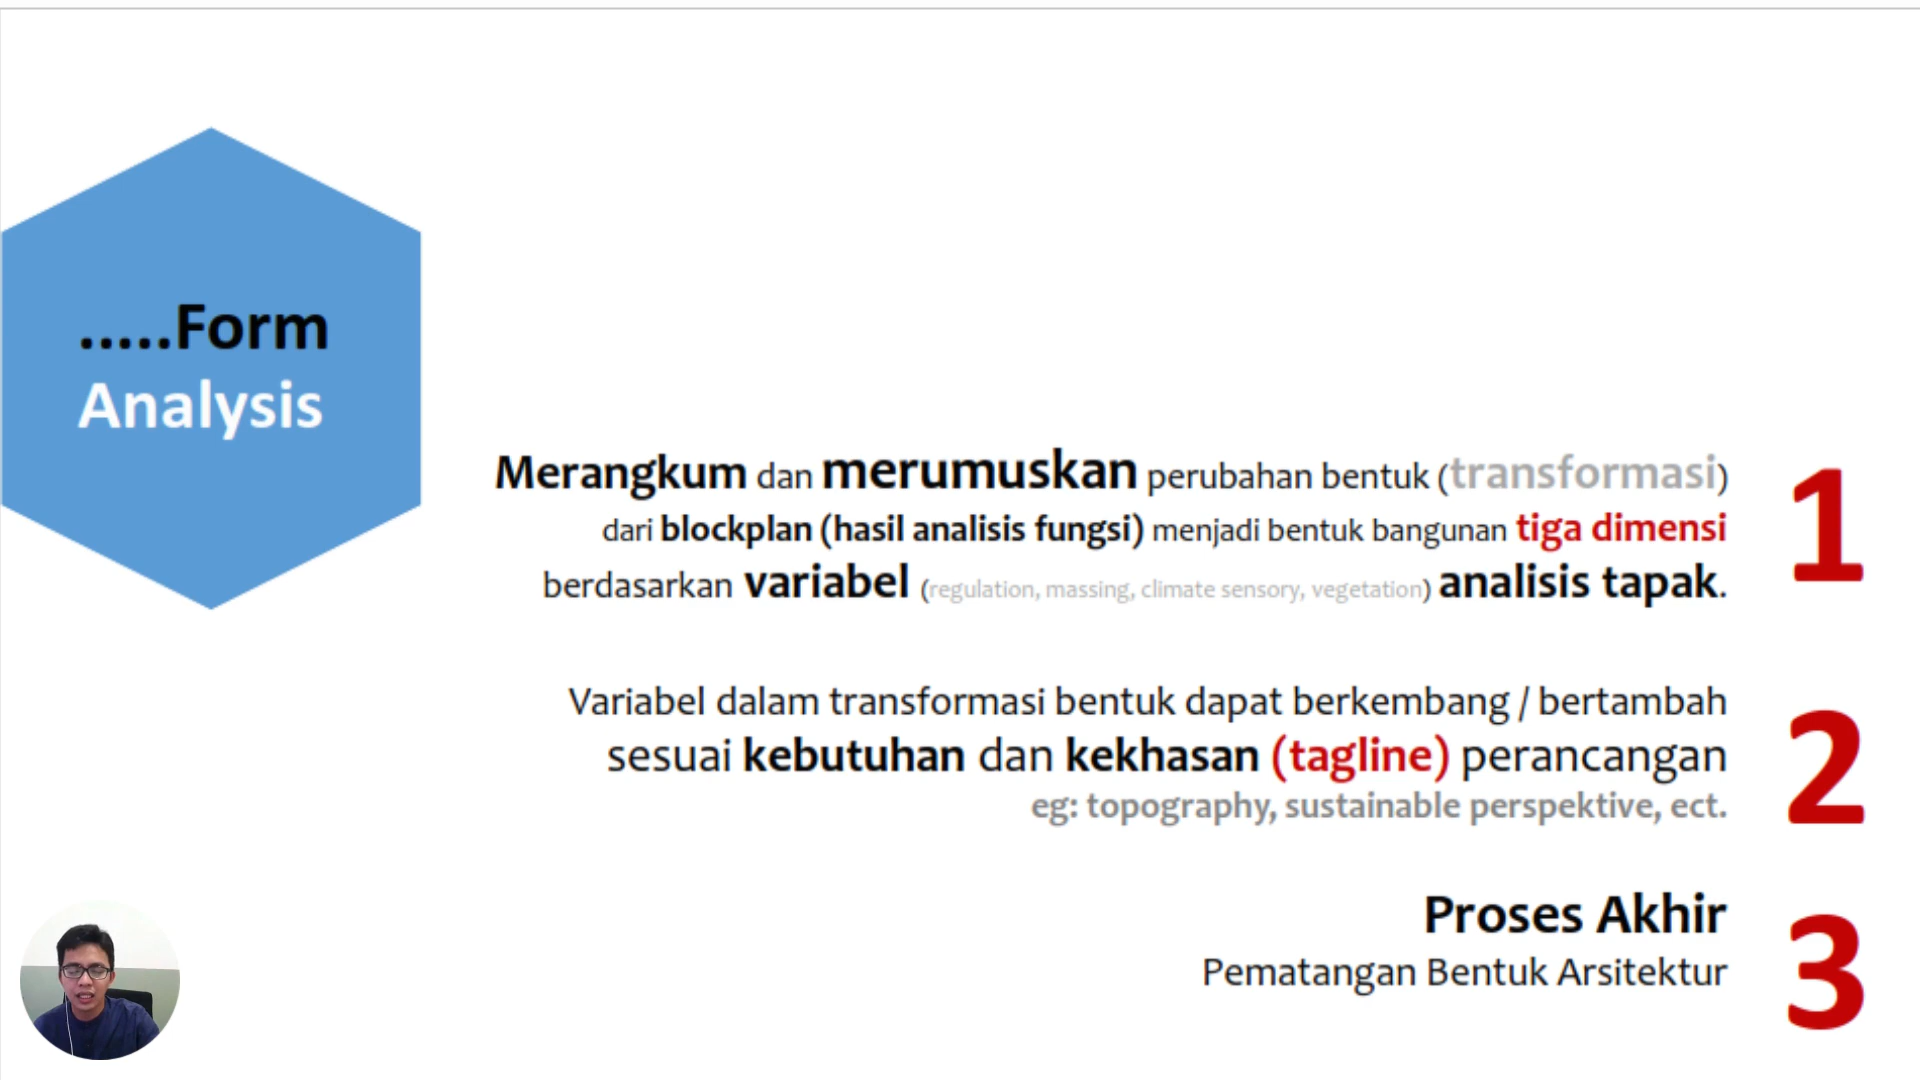 .....Form
Analysis
Merangkum dan merumuskan perubahan bentuk (transformasi)
dari blockplan (hasil analisis fungsi) menjadi bentuk bangunan tiga dimensi
berdasarkan variabel (regulation, massing, climate sensory, vegetation) analisis tapak.
1
Variabel dalam transformasi bentuk dapat berkembang / bertambah
sesuai kebutuhan dan kekhasan (tagline) perancangan
eg: topography, sustainable perspektive, ect.
2
Proses Akhir
Pematangan Bentuk Arsitektur
3